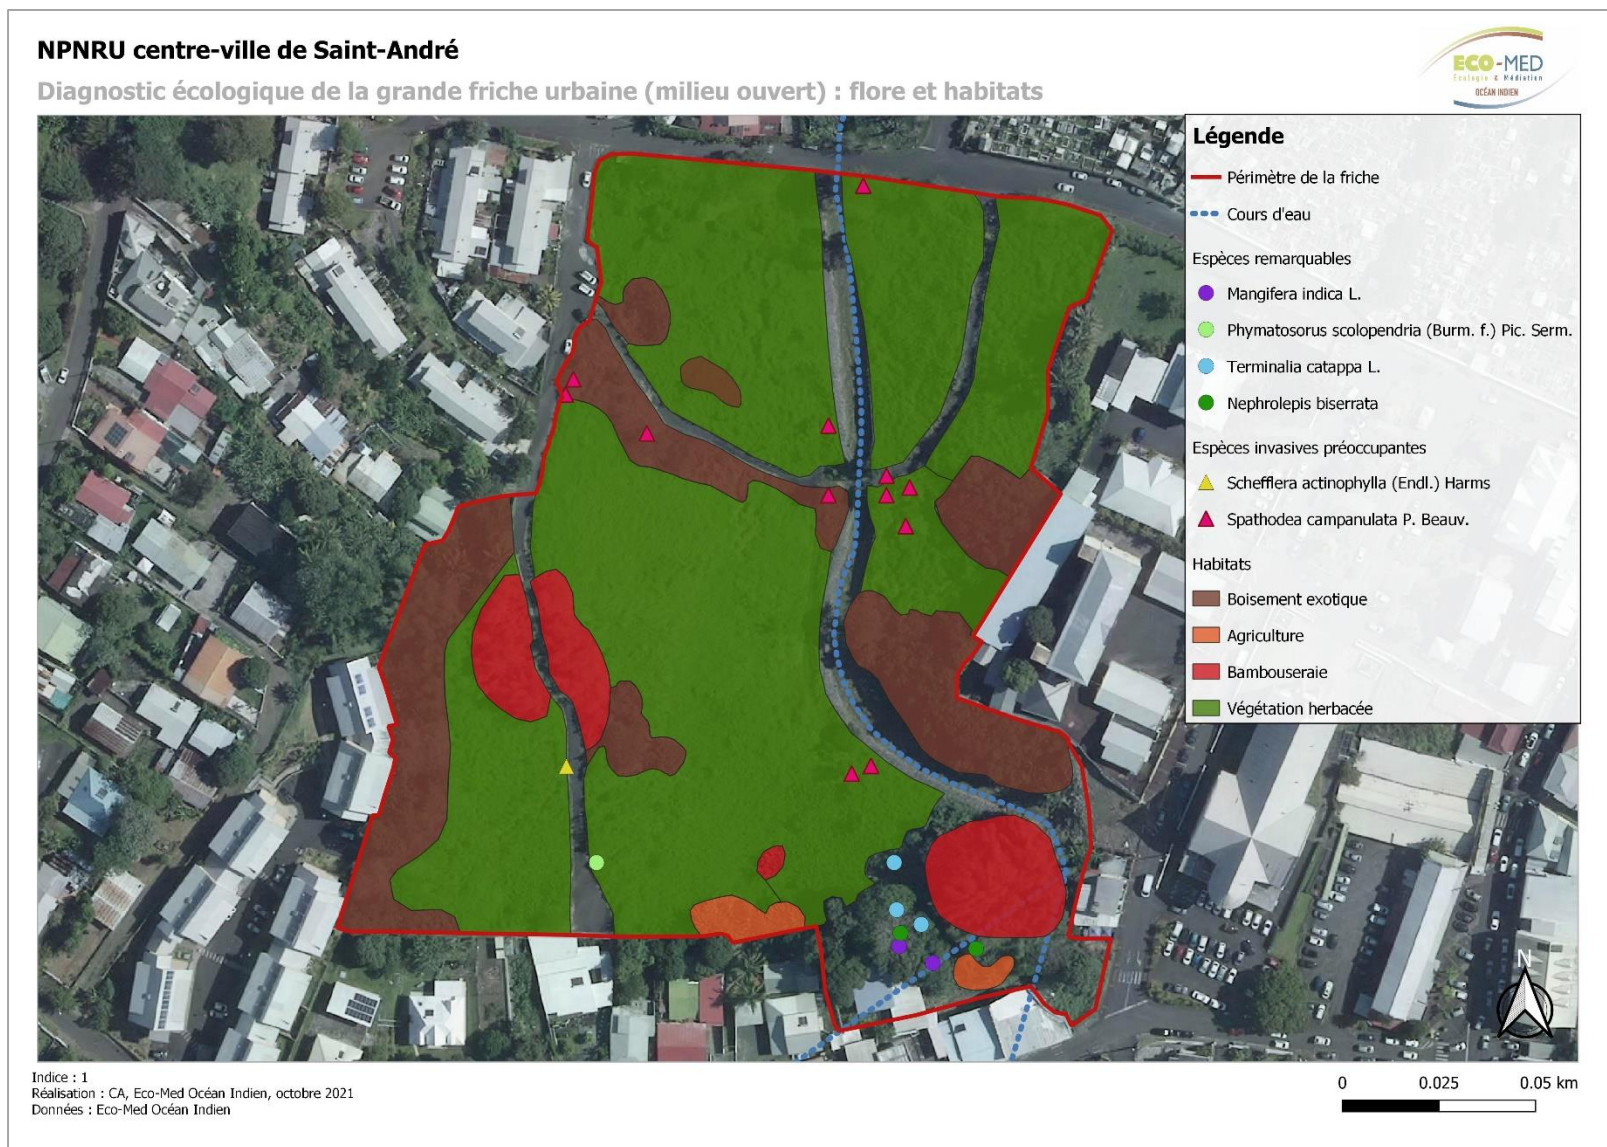 NPNRU centre-ville de Saint-André
Diagnostic écologique de la grande friche urbaine (milieu ouvert) : flore et habitats
ECO-MED
Écologie & Médiation
OCÉAN INDIEN
Légende
Périmètre de la friche
Cours d'eau
Espèces remarquables
Mangifera indica L.
Phymatosorus scolopendria (Burm. f.) Pic. Serm.
Terminalia catappa L.
Nephrolepis biserrata
Espèces invasives préoccupantes
Schefflera actinophylla (Endl.) Harms
Spathodea campanulata P. Beauv.
Habitats
Boisement exotique
Agriculture
Bambouseraie
Végétation herbacée
N
Indice : 1
Réalisation : CA, Eco-Med Océan Indien, octobre 2021
Données : Eco-Med Océan Indien
0 0.025 0.05 km